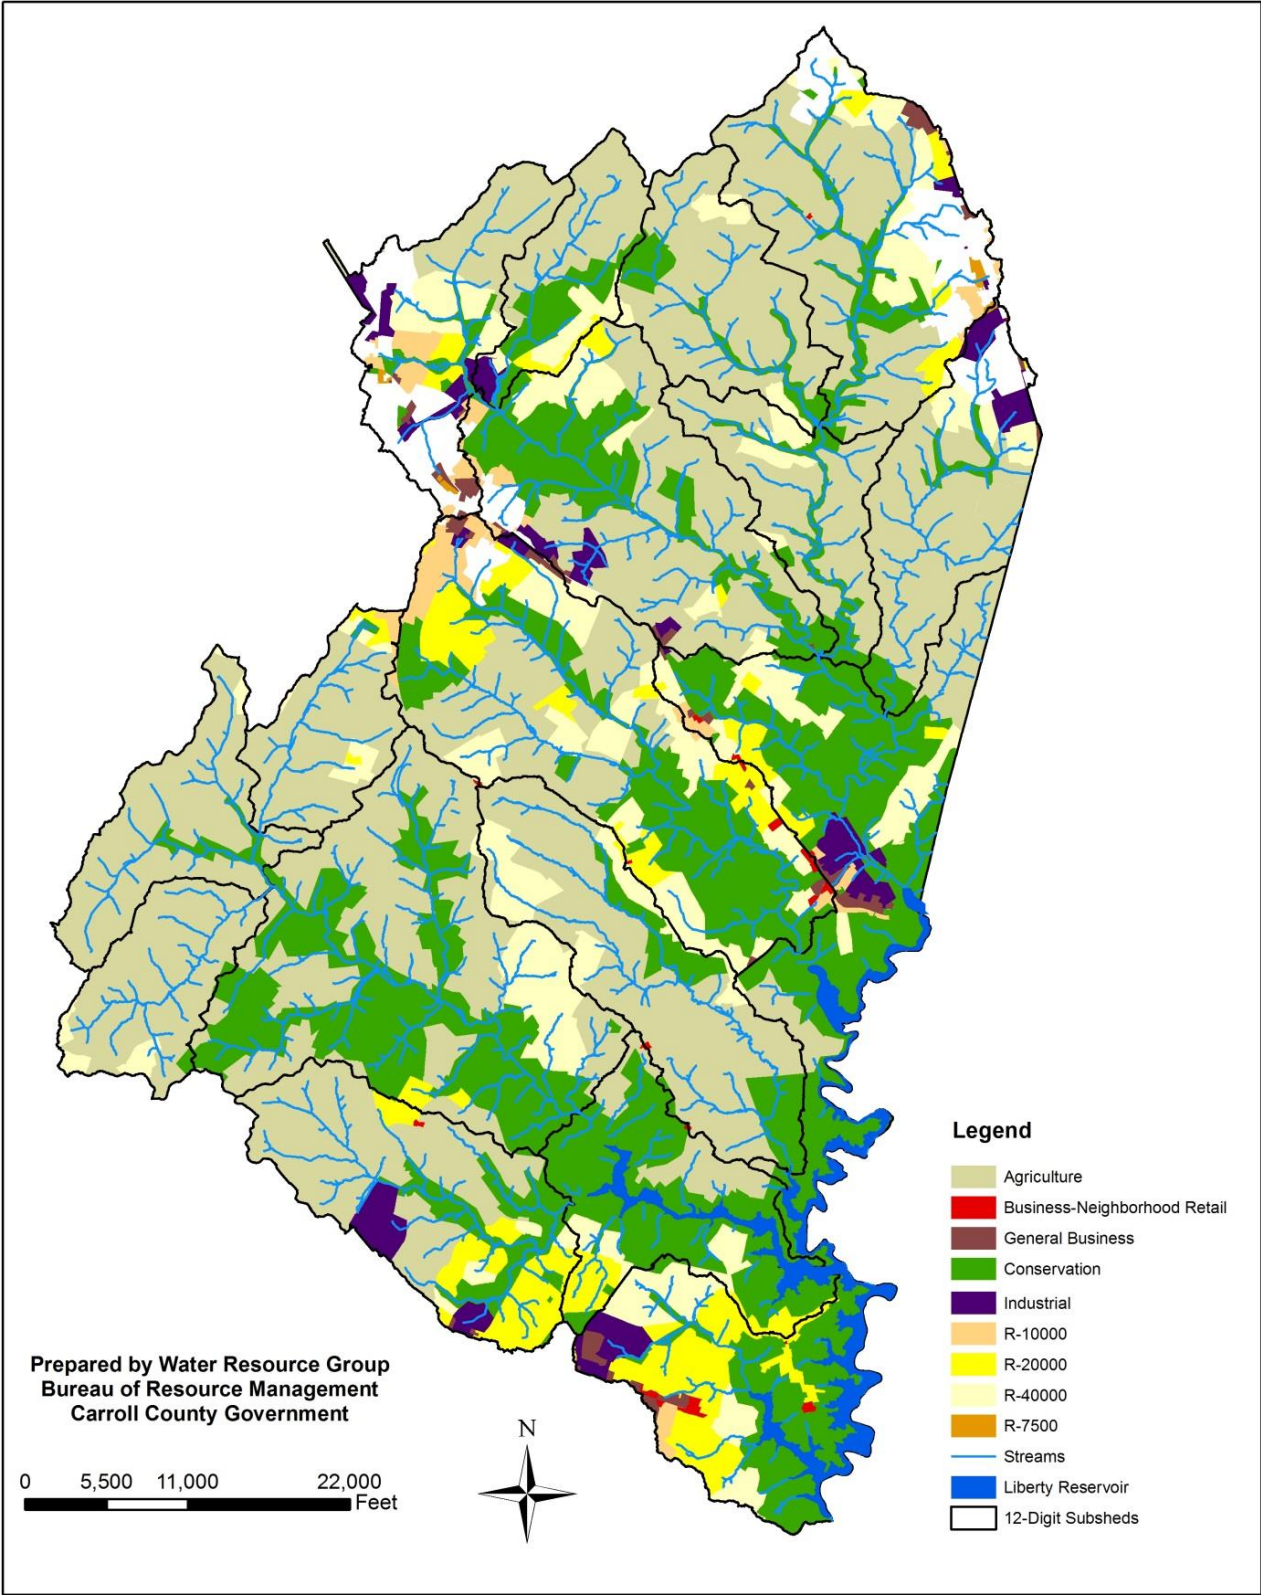 Legend
Agriculture
Business-Neighborhood Retail
General Business
Conservation
Industrial
R-10000
R-20000
R-40000
R-7500
Streams
Liberty Reservoir
12-Digit Subsheds
Prepared by Water Resource Group
Bureau of Resource Management
Carroll County Government
N
0 5,500 11,000 22,000
Feet